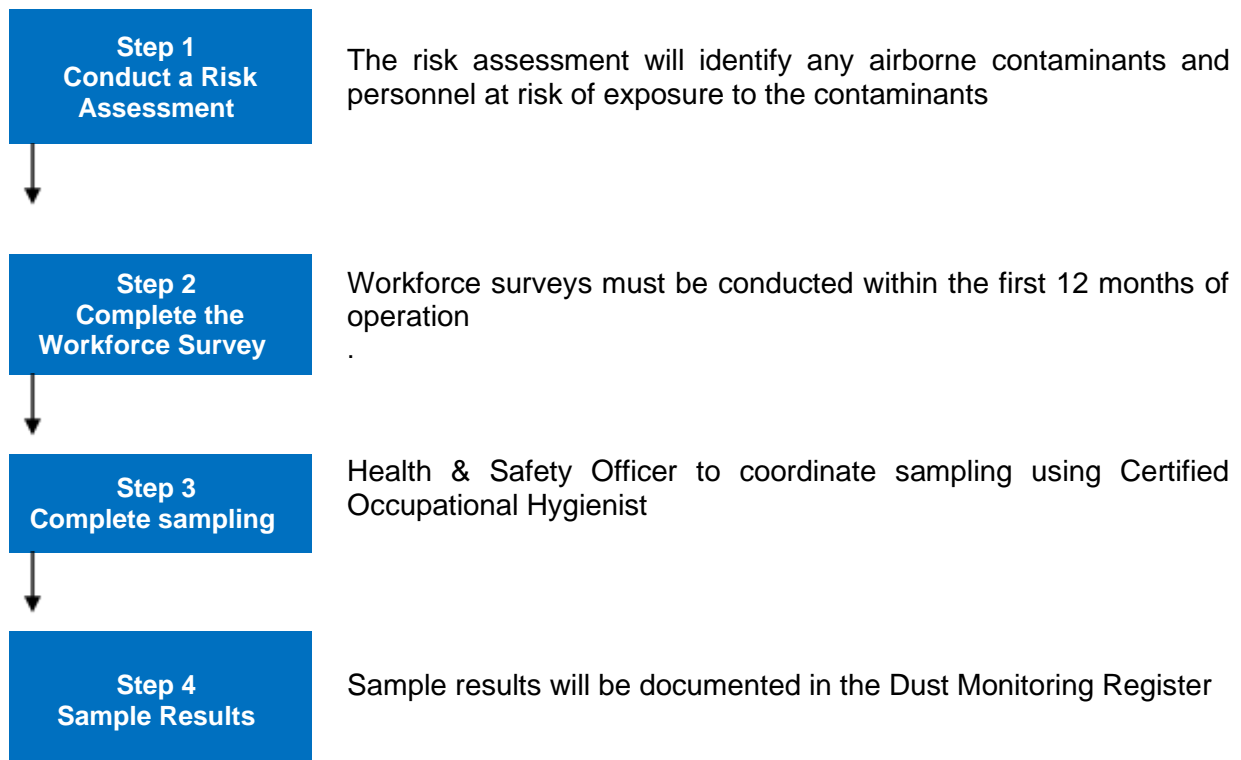 Step 1
Conduct a Risk
Assessment
The risk assessment will identify any airborne contaminants and
personnel at risk of exposure to the contaminants
Step 2
Complete the
Workforce Survey
Workforce surveys must be conducted within the first 12 months of
operation
.
Step 3
Complete sampling
Health & Safety Officer to coordinate sampling using Certified
Occupational Hygienist
Step 4
Sample Results
Sample results will be documented in the Dust Monitoring Register